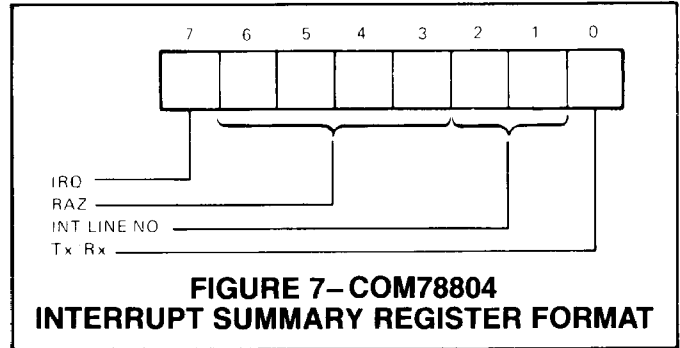 7 6 5 4 3 2 1 0
IRQ
RAZ
INT LINE NO
Tx/Rx
FIGURE 7–COM78804
INTERRUPT SUMMARY REGISTER FORMAT